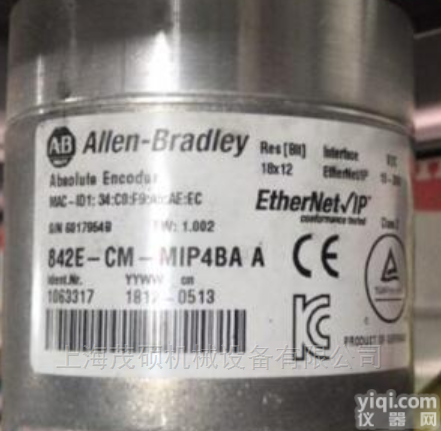 AB Allen-Bradley
Absolute Encoder
Res [Bit] Interface
18x12 EtherNet/IP
MAC-ID1: 34:C0:F9: :AE:EC
EtherNet/IP
conformance tested
FW: 1.002
842E-CM-MIP4BA A
Ident.Nr. YYWW cn
1063317 1812 0513
CE
上海茂硕机械设备有限公司
yiqi.com
仪器网